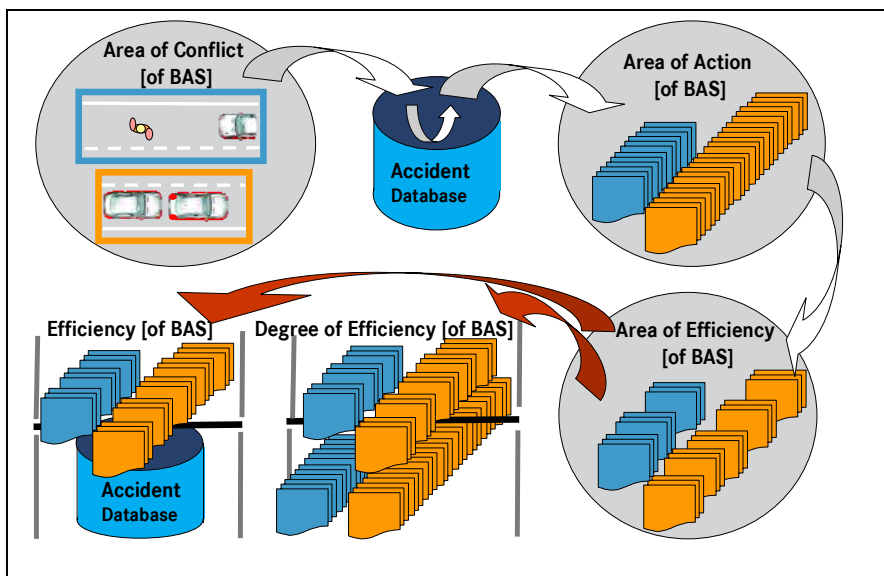 Area of Conflict
[of BAS]
Accident
Database
Area of Action
[of BAS]
Efficiency [of BAS]
Accident
Database
Degree of Efficiency [of BAS]
Area of Efficiency
[of BAS]